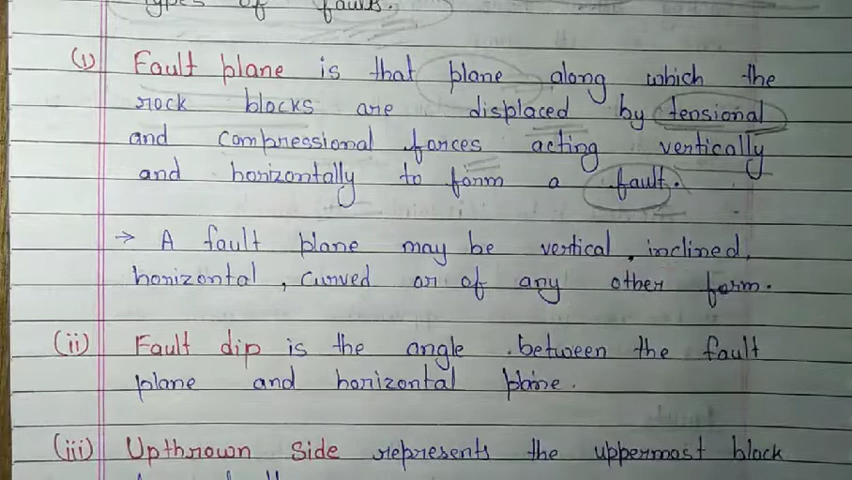 types of fault.
(i) Fault plane is that plane along which the
rock blocks are displaced by tensional
and compressional forces acting vertically
and horizontally to form a fault.
→ A fault plane may be vertical, inclined,
horizontal, curved or of any other form.
(ii) Fault dip is the angle between the fault
plane and horizontal plane.
(iii) Upthrown side represents the uppermost block